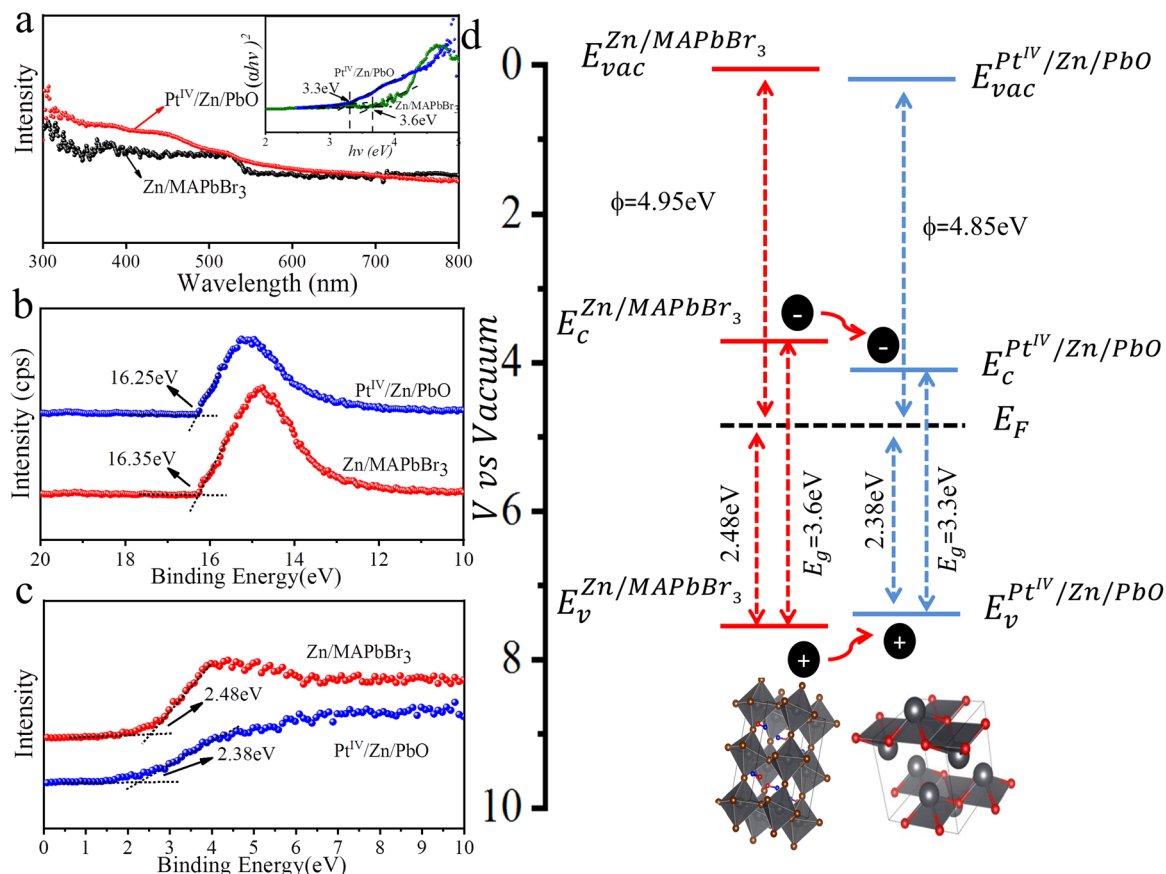 a
Intensity
Pt^IV/Zn/PbO
Zn/MAPbBr₃
300 400 500 600 700 800
Wavelength (nm)
(αhν )²
Pt^IV/Zn/PbO
3.3eV
Zn/MAPbBr₃
3.6eV
2 3 4 5
hν (eV)
b
Intensity (cps)
16.25eV
Pt^IV/Zn/PbO
16.35eV
Zn/MAPbBr₃
20 18 16 14 12 10
Binding Energy(eV)
c
Intensity
Zn/MAPbBr₃
2.48eV
2.38eV
Pt^IV/Zn/PbO
0 1 2 3 4 5 6 7 8 9 10
Binding Energy(eV)
d
V vs Vacuum
0
2
4
6
8
10
E_vac^Zn/MAPbBr₃
E_vac^Pt^IV/Zn/PbO
ϕ=4.95eV
ϕ=4.85eV
E_c^Zn/MAPbBr₃
-
-
E_c^Pt^IV/Zn/PbO
E_F
2.48eV
E_g=3.6eV
2.38eV
E_g=3.3eV
E_v^Zn/MAPbBr₃
E_v^Pt^IV/Zn/PbO
+
+